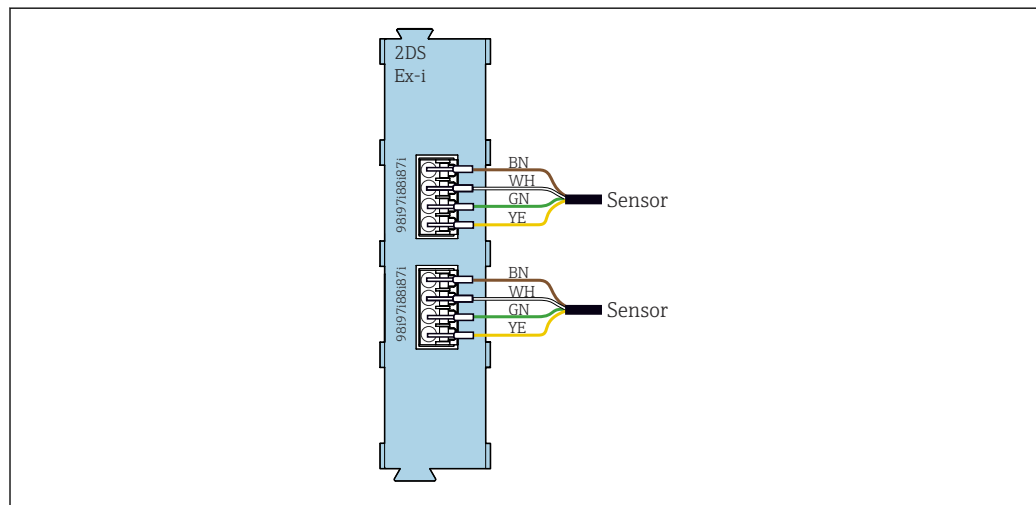 2DS
Ex-i
98i97i88i87i
BN
WH
GN
YE
Sensor
98i97i88i87i
BN
WH
GN
YE
Sensor